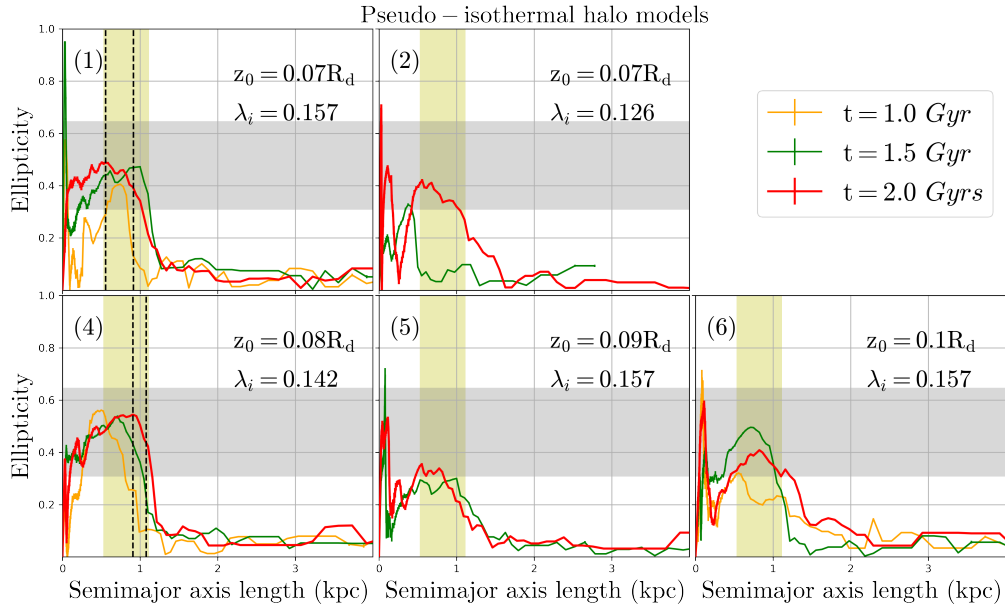 Pseudo – isothermal halo models
(1)
z₀ = 0.07R_d
λ_i = 0.157
(2)
z₀ = 0.07R_d
λ_i = 0.126
t = 1.0 Gyr
t = 1.5 Gyr
t = 2.0 Gyrs
Ellipticity
1.0
0.8
0.6
0.4
0.2
(4)
z₀ = 0.08R_d
λ_i = 0.142
(5)
z₀ = 0.09R_d
λ_i = 0.157
(6)
z₀ = 0.1R_d
λ_i = 0.157
Ellipticity
1.0
0.8
0.6
0.4
0.2
0 1 2 3
0 1 2 3
0 1 2 3
Semimajor axis length (kpc)
Semimajor axis length (kpc)
Semimajor axis length (kpc)